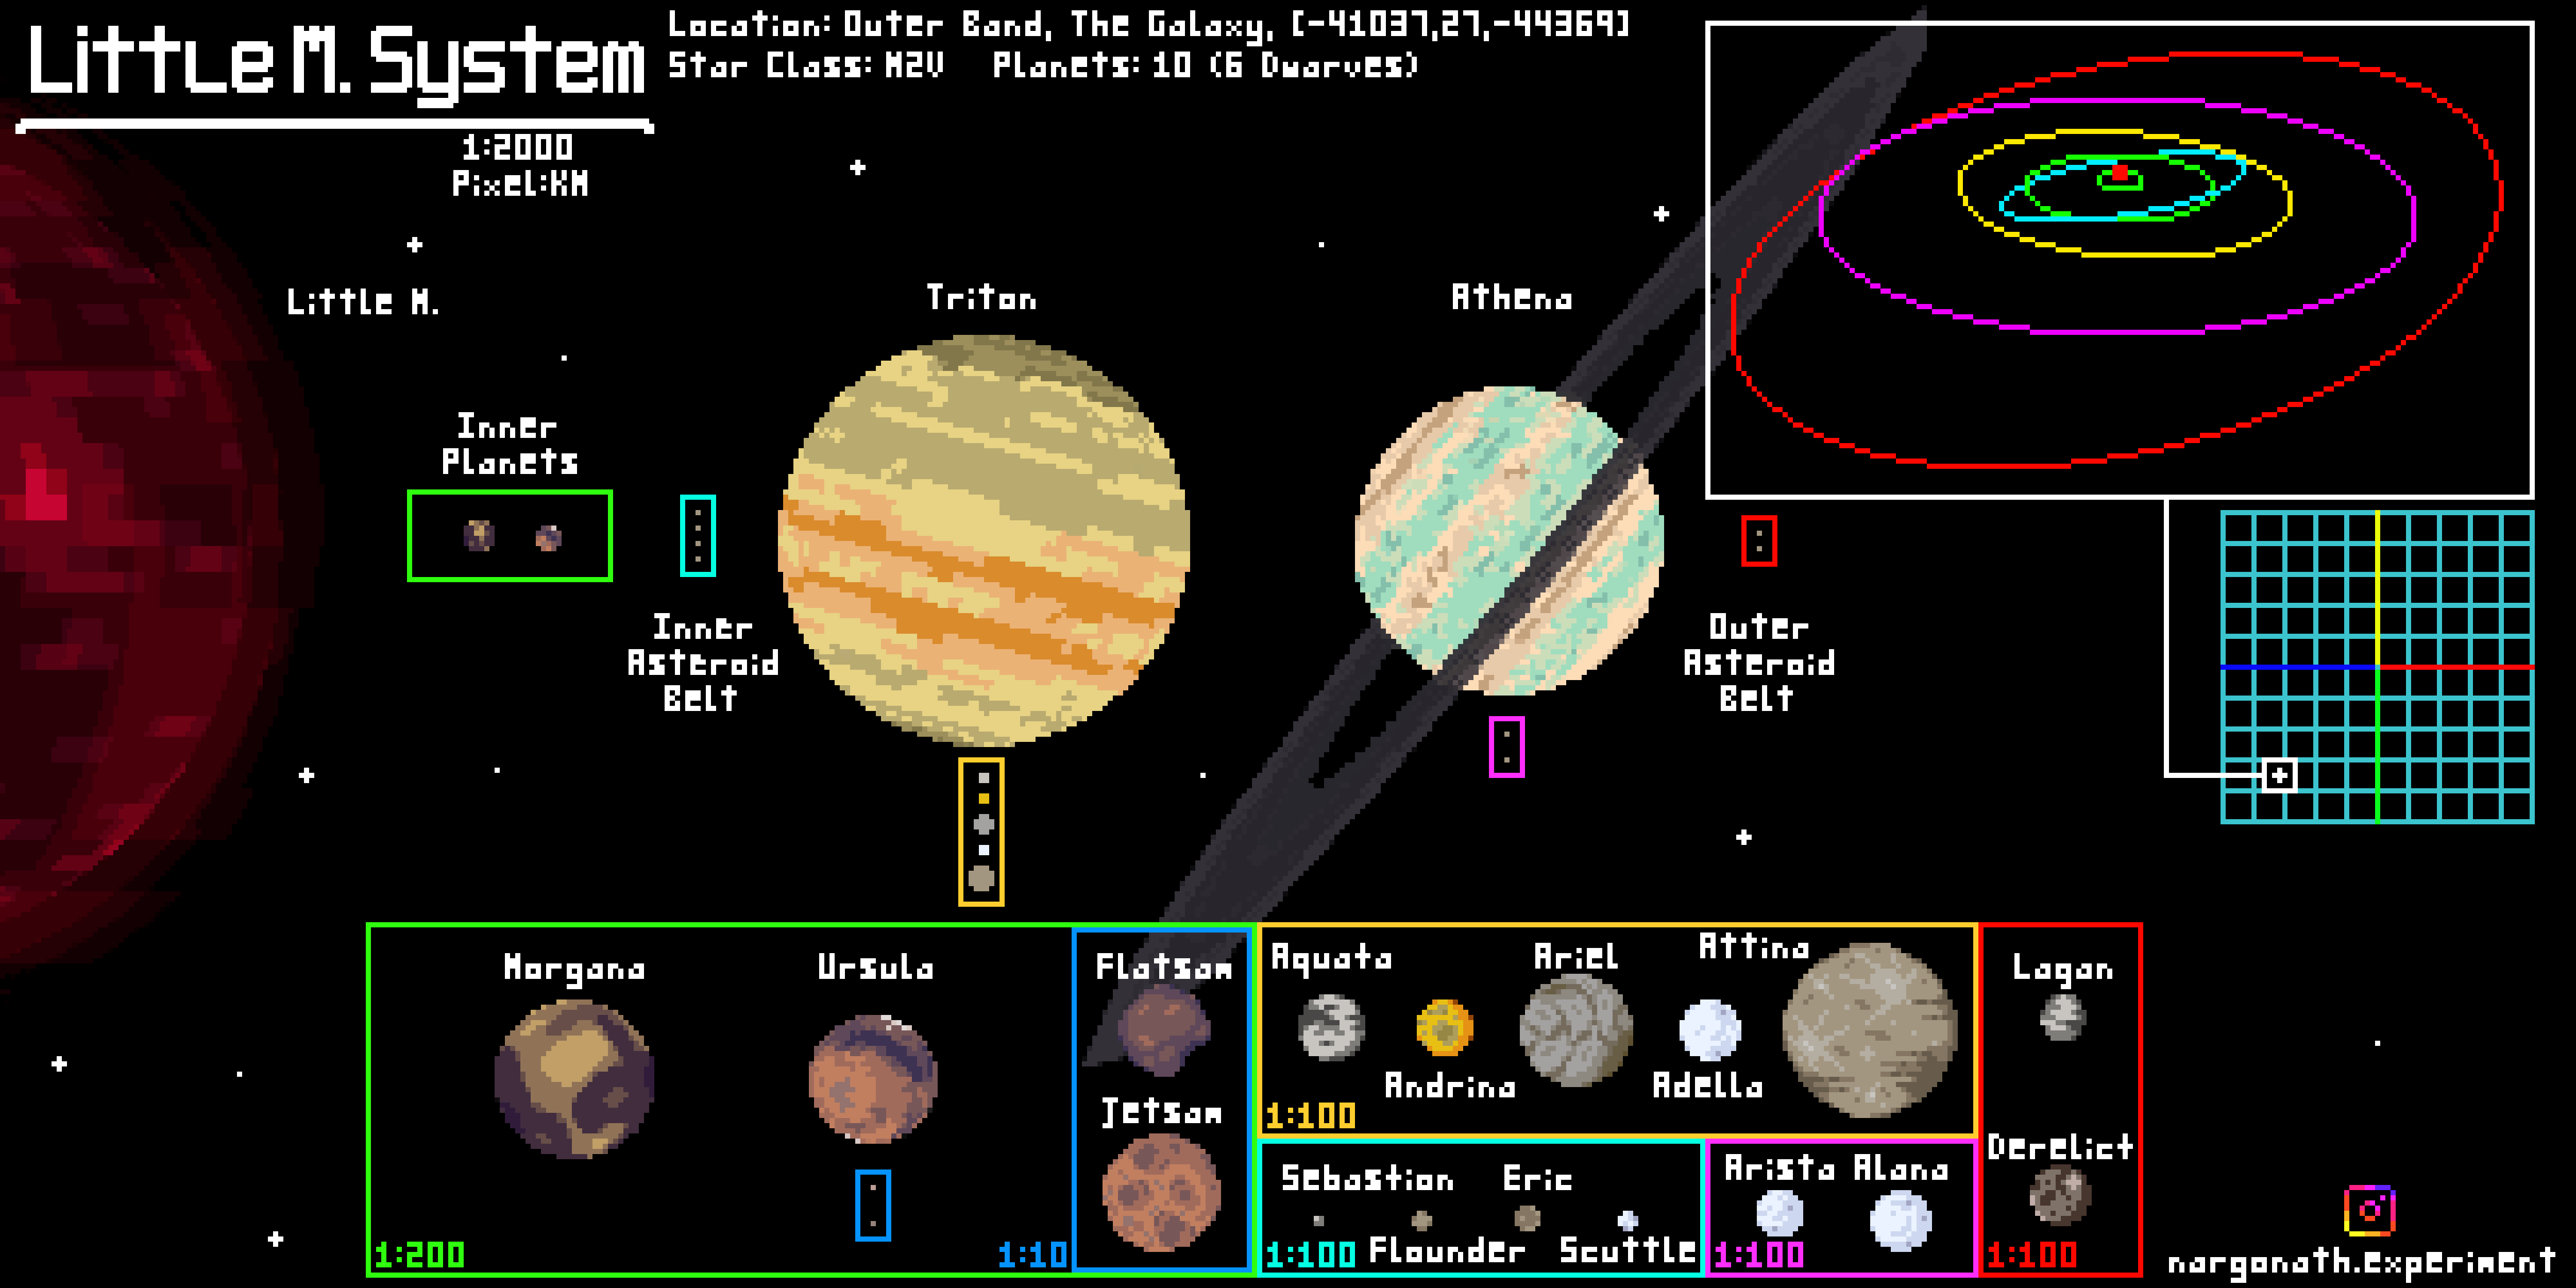 Little M. System
Location: Outer Band, The Galaxy, [-41037,27,-44369]
Star Class: M2V Planets: 10 (6 Dwarves)
1:2000
Pixel:KM
Little M.
Triton
Athena
Inner
Planets
Inner
Asteroid
Belt
Outer
Asteroid
Belt
Morgana
Ursula
Flatsam
Jetsam
1:200
1:10
Aquata
Andrina
Ariel
Adella
Attina
1:100
Sebastion
Flounder
Eric
Scuttle
1:100
Arista
Alana
1:100
Lagan
Derelict
1:100
narganath.experiment